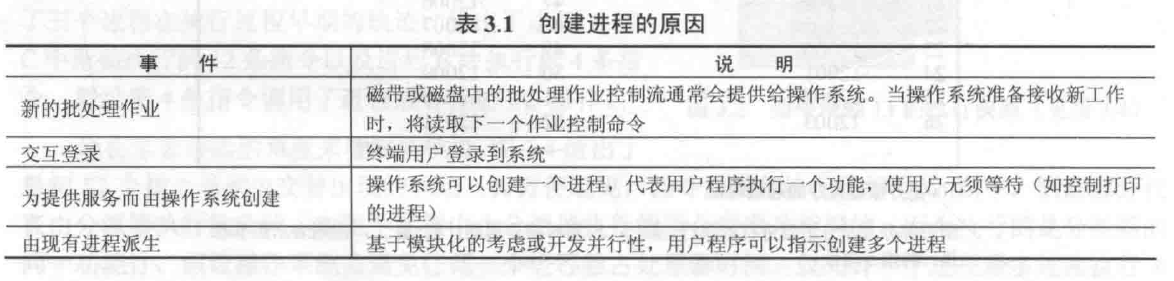 表 3.1 创建进程的原因
事 件 说 明
新的批处理作业 磁带或磁盘中的批处理作业控制流通常会提供给操作系统。当操作系统准备接收新工作
时，将读取下一个作业控制命令
交互登录 终端用户登录到系统
为提供服务而由操作系统创建 操作系统可以创建一个进程，代表用户程序执行一个功能，使用户无须等待（如控制打印
的进程）
由现有进程派生 基于模块化的考虑或开发并行性，用户程序可以指示创建多个进程